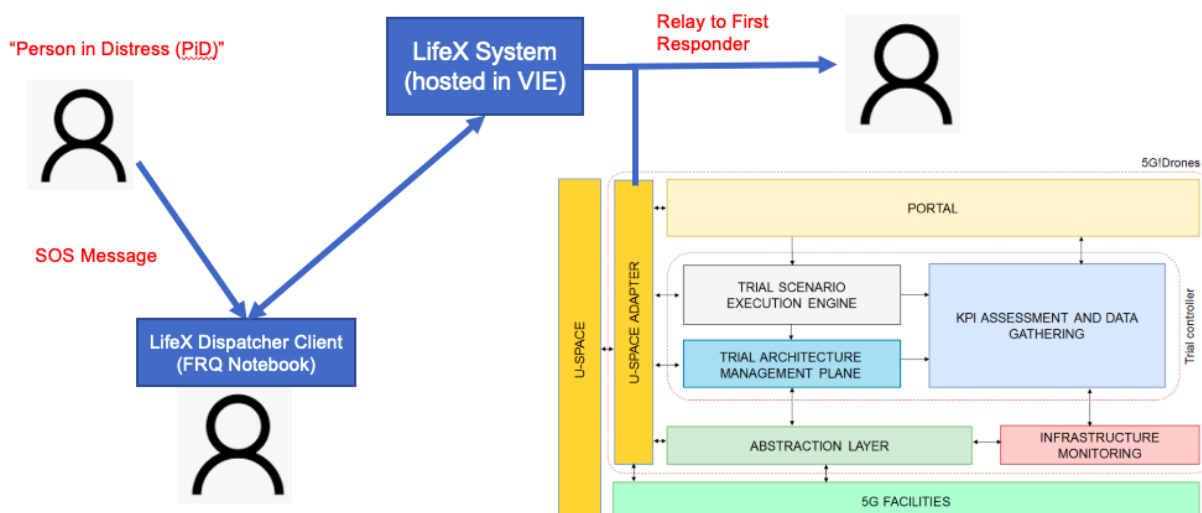 “Person in Distress (PiD)”
SOS Message
LifeX Dispatcher Client
(FRQ Notebook)
LifeX System
(hosted in VIE)
Relay to First
Responder
5G!Drones
U-SPACE
U-SPACE ADAPTER
PORTAL
TRIAL SCENARIO
EXECUTION ENGINE
TRIAL ARCHITECTURE
MANAGEMENT PLANE
KPI ASSESSMENT AND DATA
GATHERING
Trial controller
ABSTRACTION LAYER
INFRASTRUCTURE
MONITORING
5G FACILITIES